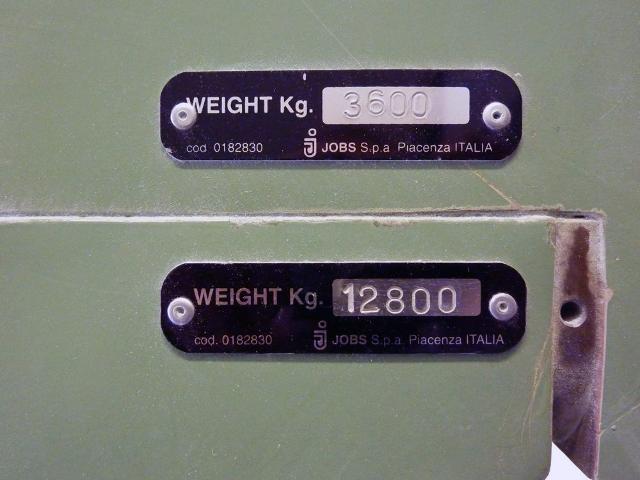 WEIGHT Kg. 3600
cod 0182830 JOBS S.p.a Piacenza ITALIA
WEIGHT Kg. 12800
cod. 0182830 JOBS S.p.a. Piacenza ITALIA